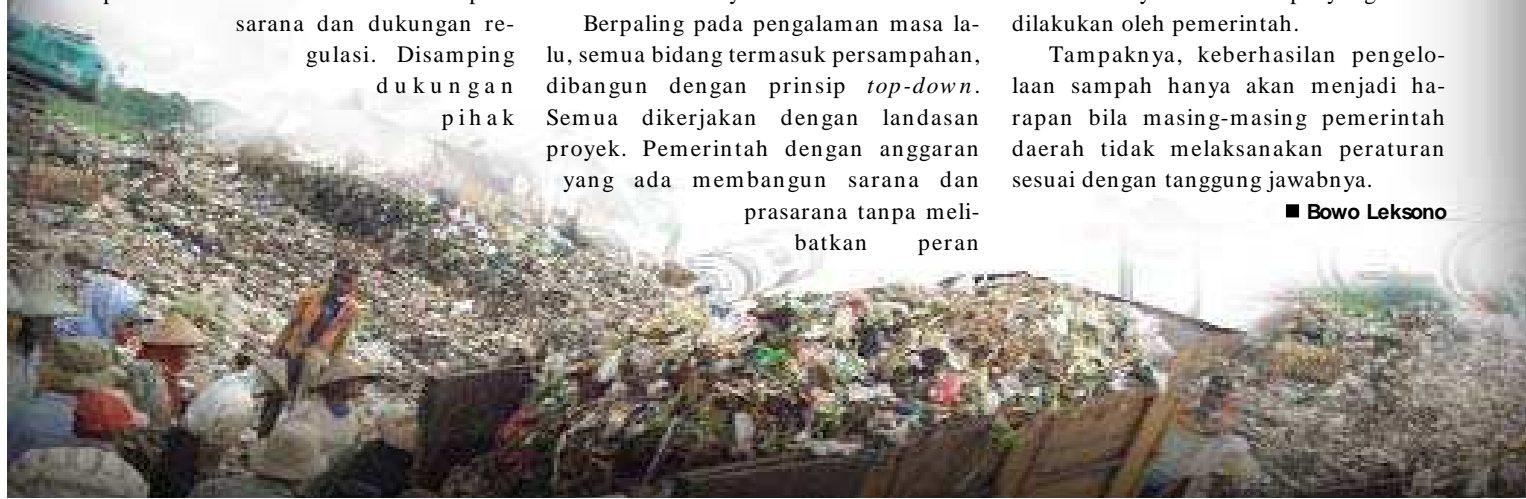 sarana dan dukungan re-
gulasi. Disamping
dukungan
pihak
Berpaling pada pengalaman masa la-
lu, semua bidang termasuk persampahan,
dibangun dengan prinsip top-down.
Semua dikerjakan dengan landasan
proyek. Pemerintah dengan anggaran
yang ada membangun sarana dan
prasarana tanpa meli-
batkan peran
dilakukan oleh pemerintah.
Tampaknya, keberhasilan pengelo-
laan sampah hanya akan menjadi ha-
rapan bila masing-masing pemerintah
daerah tidak melaksanakan peraturan
sesuai dengan tanggung jawabnya.
■ Bowo Leksono